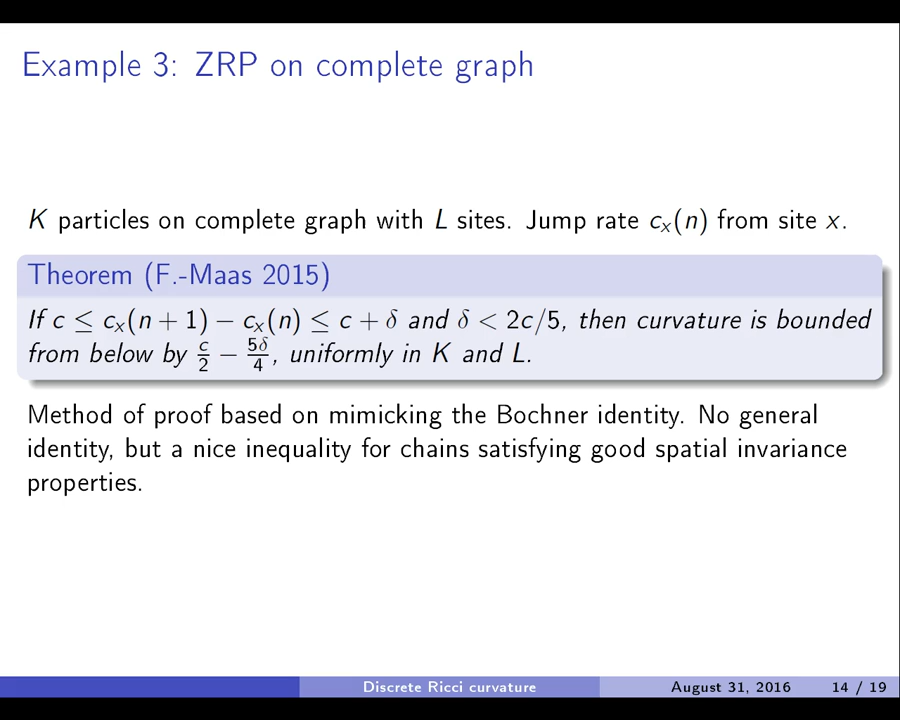 Example 3: ZRP on complete graph
K particles on complete graph with L sites. Jump rate cₓ(n) from site x.
Theorem (F.-Maas 2015)
If c ≤ cₓ(n + 1) − cₓ(n) ≤ c + δ and δ < 2c/5, then curvature is bounded
from below by c/2 − 5δ/4, uniformly in K and L.
Method of proof based on mimicking the Bochner identity. No general
identity, but a nice inequality for chains satisfying good spatial invariance
properties.
Discrete Ricci curvature August 31, 2016 14 / 19